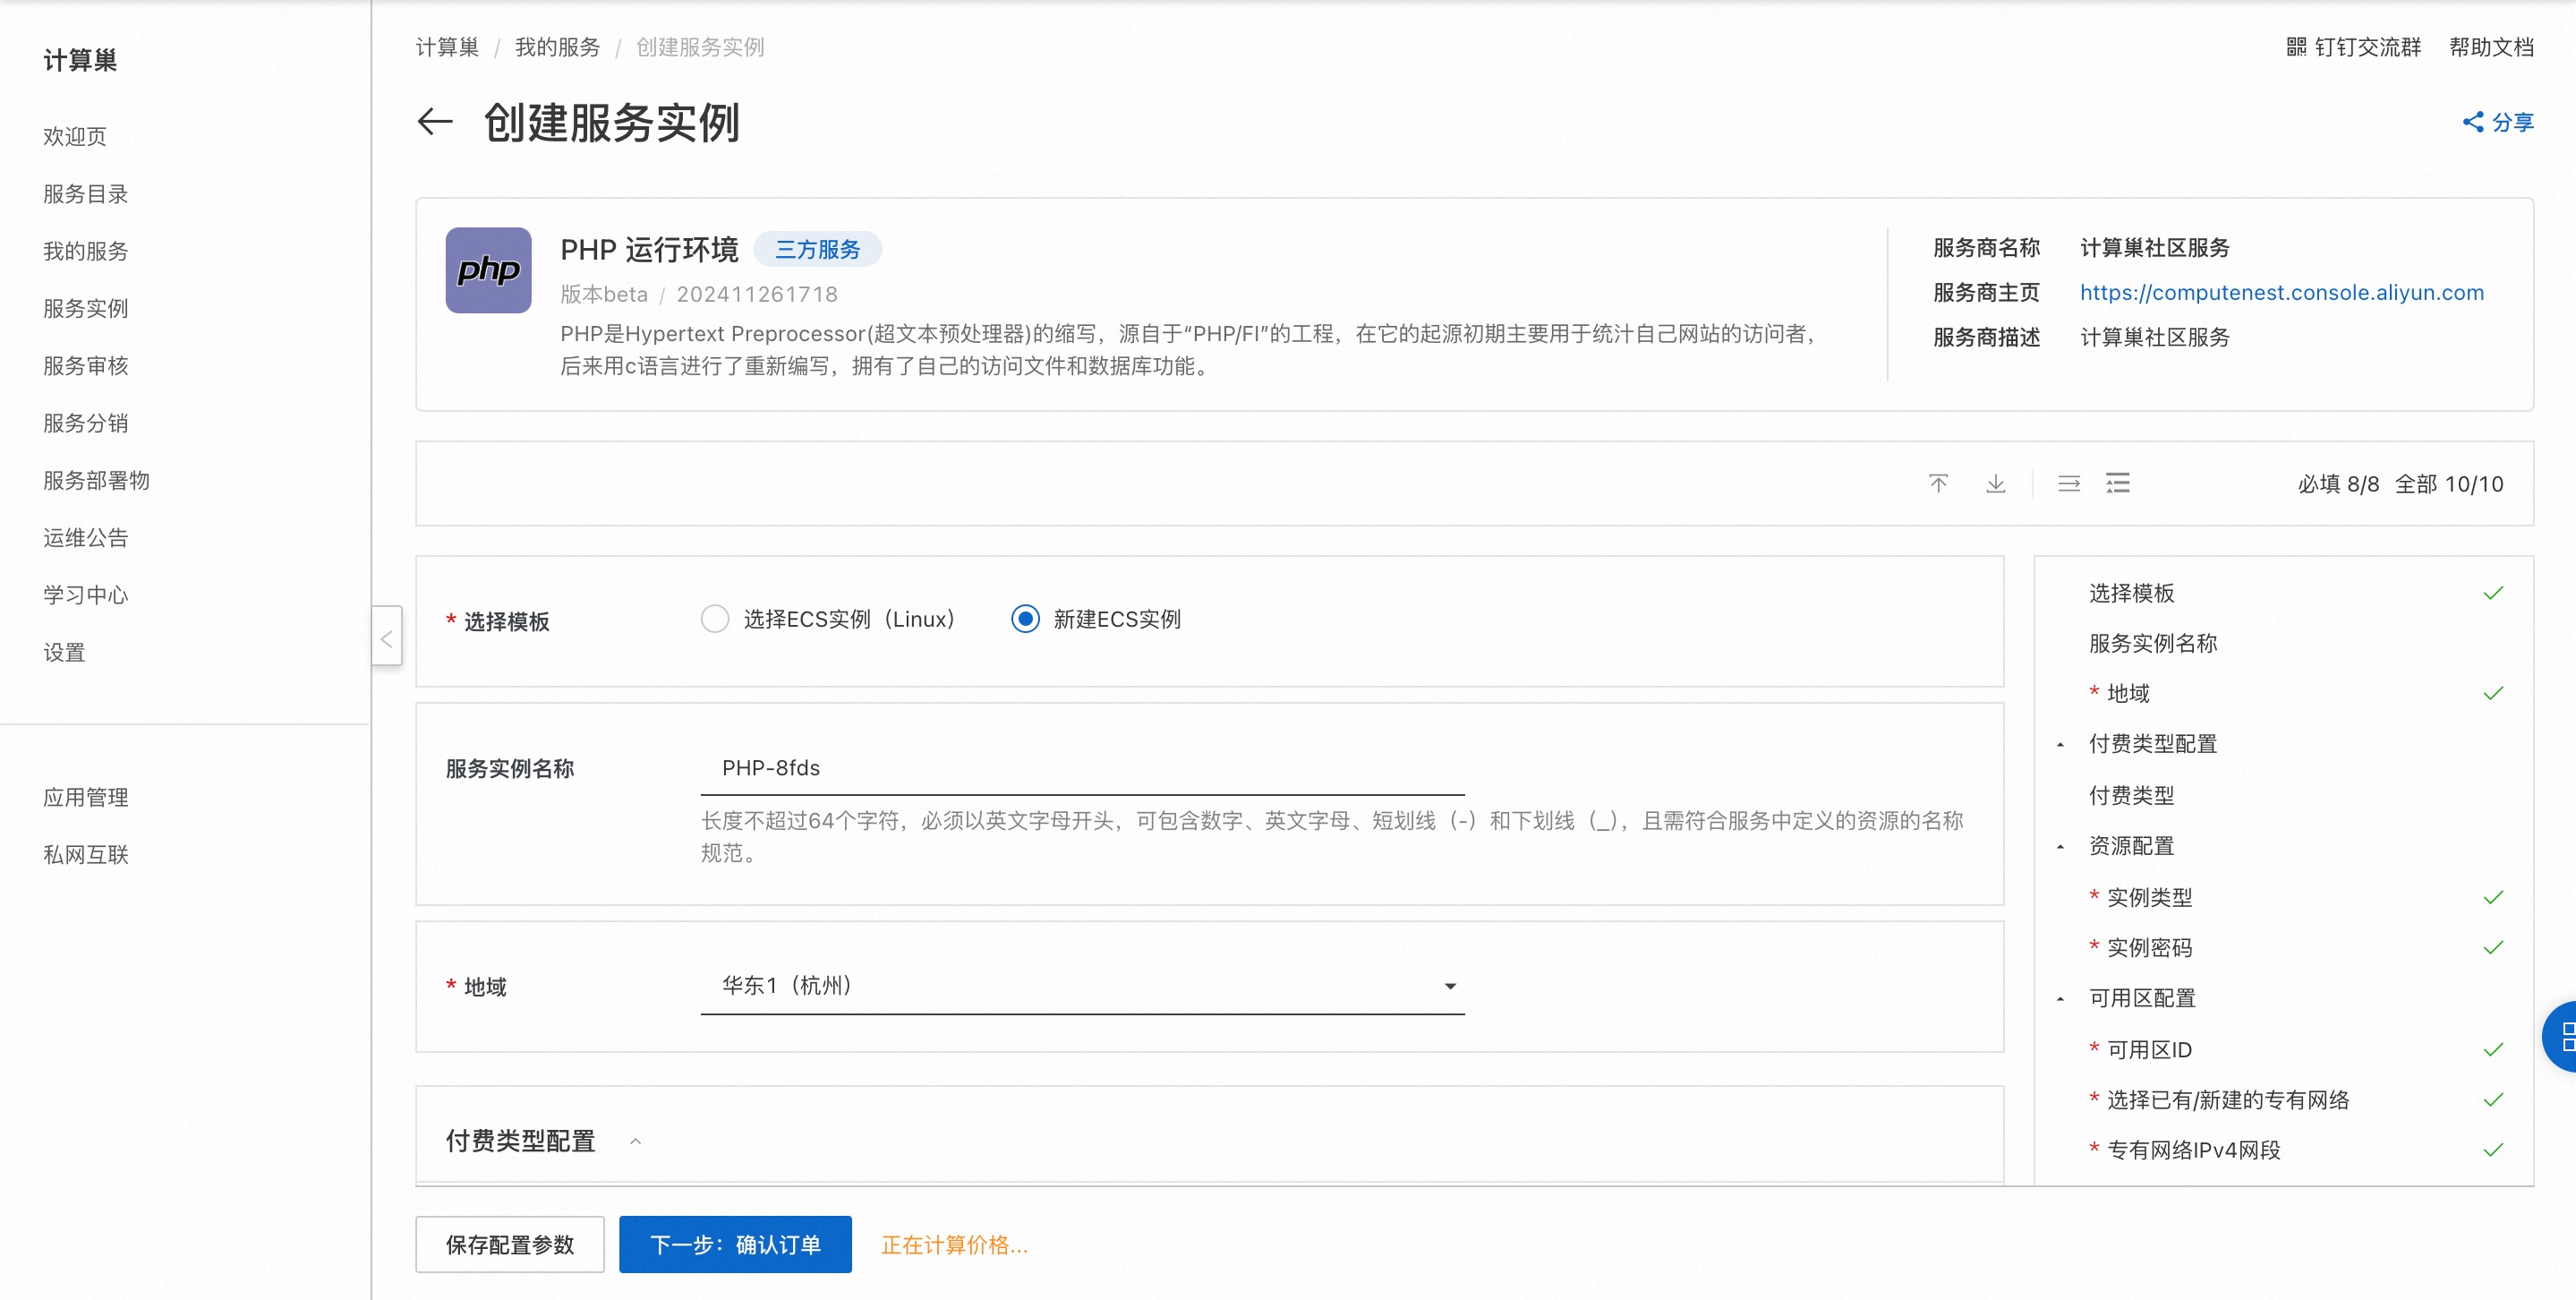 计算巢
欢迎页
服务目录
我的服务
服务实例
服务审核
服务分销
服务部署物
运维公告
学习中心
设置
应用管理
私网互联
计算巢 / 我的服务 / 创建服务实例
钉钉交流群 帮助文档
创建服务实例
分享
php
PHP 运行环境 三方服务
版本beta / 202411261718
PHP是Hypertext Preprocessor(超文本预处理器)的缩写，源自于“PHP/FI”的工程，在它的起源初期主要用于统计自己网站的访问者，
后来用c语言进行了重新编写，拥有了自己的访问文件和数据库功能。
服务商名称 计算巢社区服务
服务商主页 https://computenest.console.aliyun.com
服务商描述 计算巢社区服务
必填 8/8 全部 10/10
* 选择模板 选择ECS实例（Linux） 新建ECS实例
服务实例名称 PHP-8fds
长度不超过64个字符，必须以英文字母开头，可包含数字、英文字母、短划线（-）和下划线（_），且需符合服务中定义的资源的名称
规范。
* 地域 华东1（杭州）
付费类型配置
选择模板
服务实例名称
* 地域
付费类型配置
付费类型
资源配置
* 实例类型
* 实例密码
可用区配置
* 可用区ID
* 选择已有/新建的专有网络
* 专有网络IPv4网段
保存配置参数 下一步：确认订单 正在计算价格...